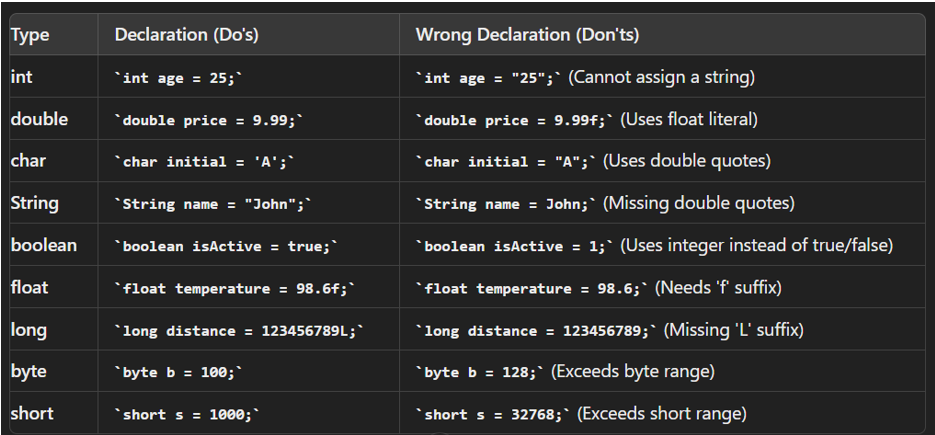 Type Declaration (Do's) Wrong Declaration (Don'ts)
int `int age = 25;` `int age = "25";` (Cannot assign a string)
double `double price = 9.99;` `double price = 9.99f;` (Uses float literal)
char `char initial = 'A';` `char initial = "A";` (Uses double quotes)
String `String name = "John";` `String name = John;` (Missing double quotes)
boolean `boolean isActive = true;` `boolean isActive = 1;` (Uses integer instead of true/false)
float `float temperature = 98.6f;` `float temperature = 98.6;` (Needs 'f' suffix)
long `long distance = 123456789L;` `long distance = 123456789;` (Missing 'L' suffix)
byte `byte b = 100;` `byte b = 128;` (Exceeds byte range)
short `short s = 1000;` `short s = 32768;` (Exceeds short range)